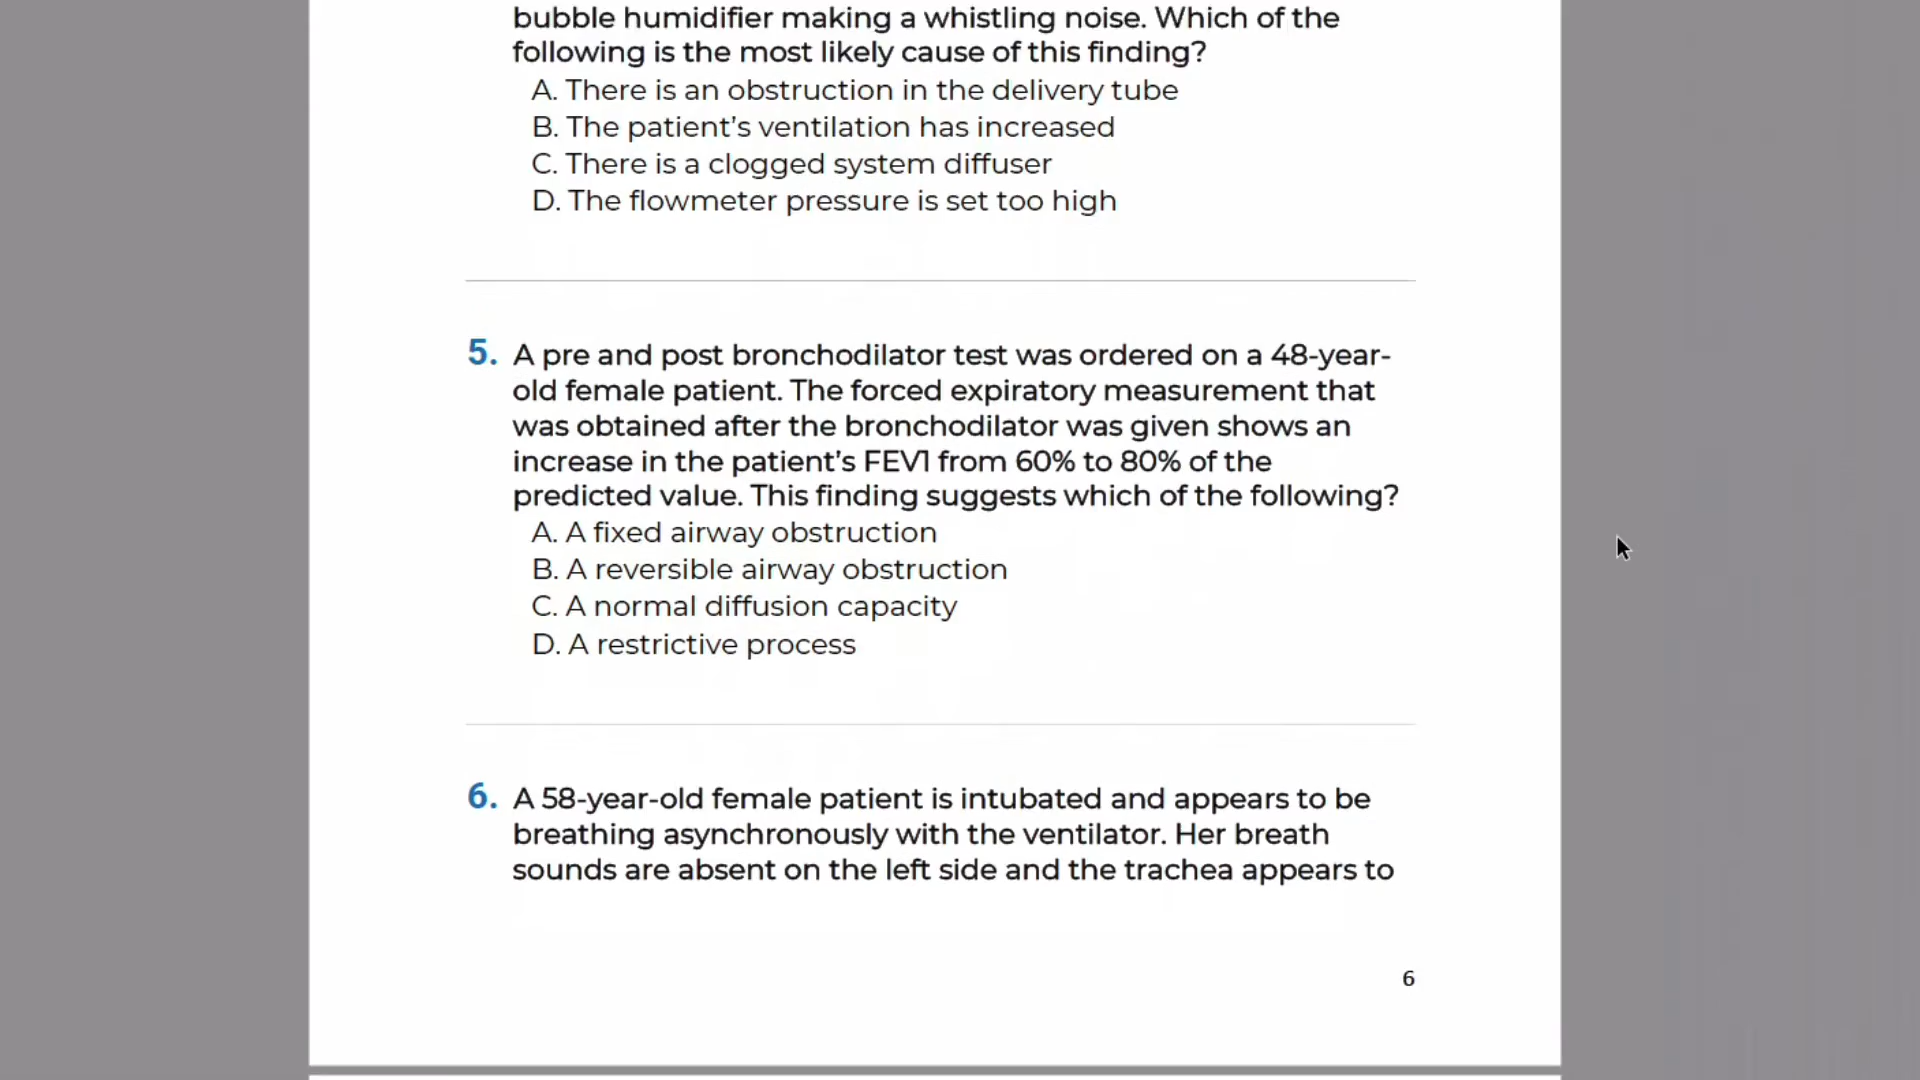 bubble humidifier making a whistling noise. Which of the
following is the most likely cause of this finding?
A. There is an obstruction in the delivery tube
B. The patient's ventilation has increased
C. There is a clogged system diffuser
D. The flowmeter pressure is set too high
5. A pre and post bronchodilator test was ordered on a 48-year-
old female patient. The forced expiratory measurement that
was obtained after the bronchodilator was given shows an
increase in the patient's FEV1 from 60% to 80% of the
predicted value. This finding suggests which of the following?
A. A fixed airway obstruction
B. A reversible airway obstruction
C. A normal diffusion capacity
D. A restrictive process
6. A 58-year-old female patient is intubated and appears to be
breathing asynchronously with the ventilator. Her breath
sounds are absent on the left side and the trachea appears to
6